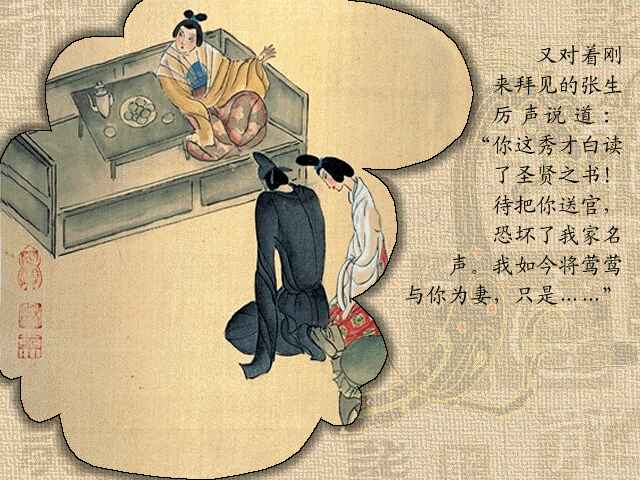 又对着刚
来拜见的张生
厉声说道：
“你这秀才白读
了圣贤之书！
待把你送官，
恐坏了我家名
声。我如今将莺莺
与你为妻，只是……”